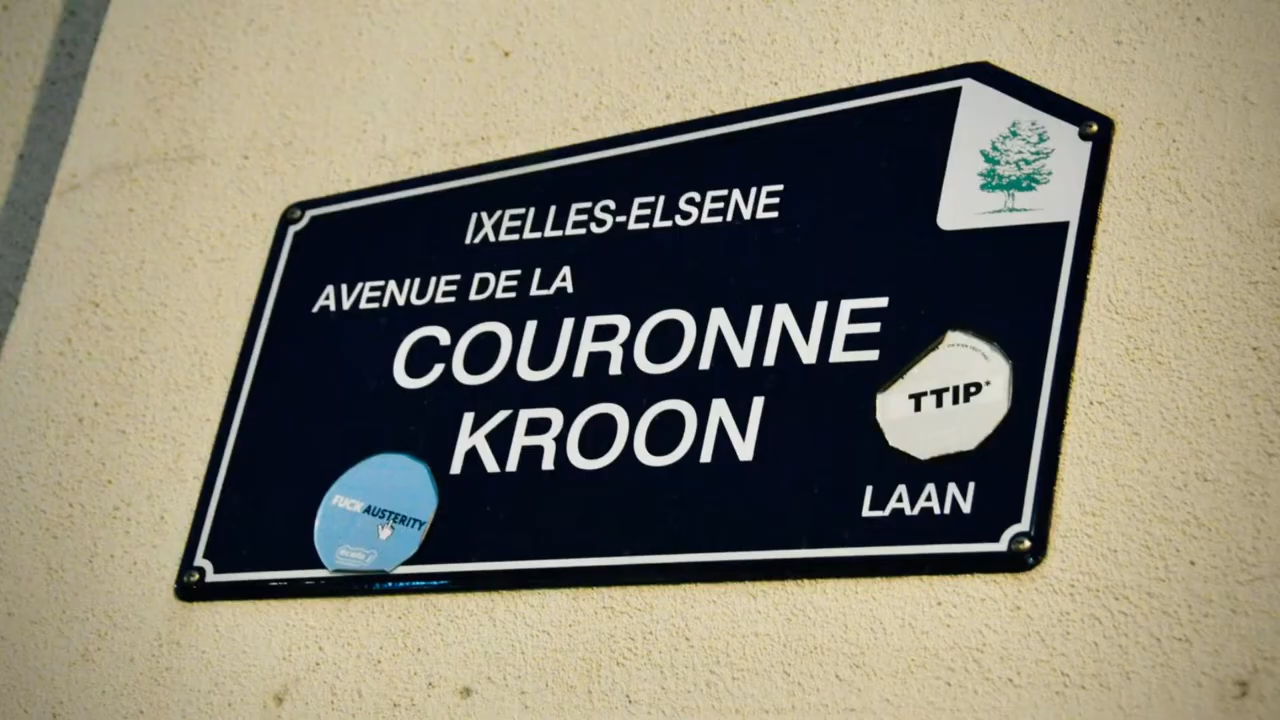 IXELLES-ELSENE
AVENUE DE LA
COURONNE
KROON
TTIP*
LAAN
FUCK AUSTERITY